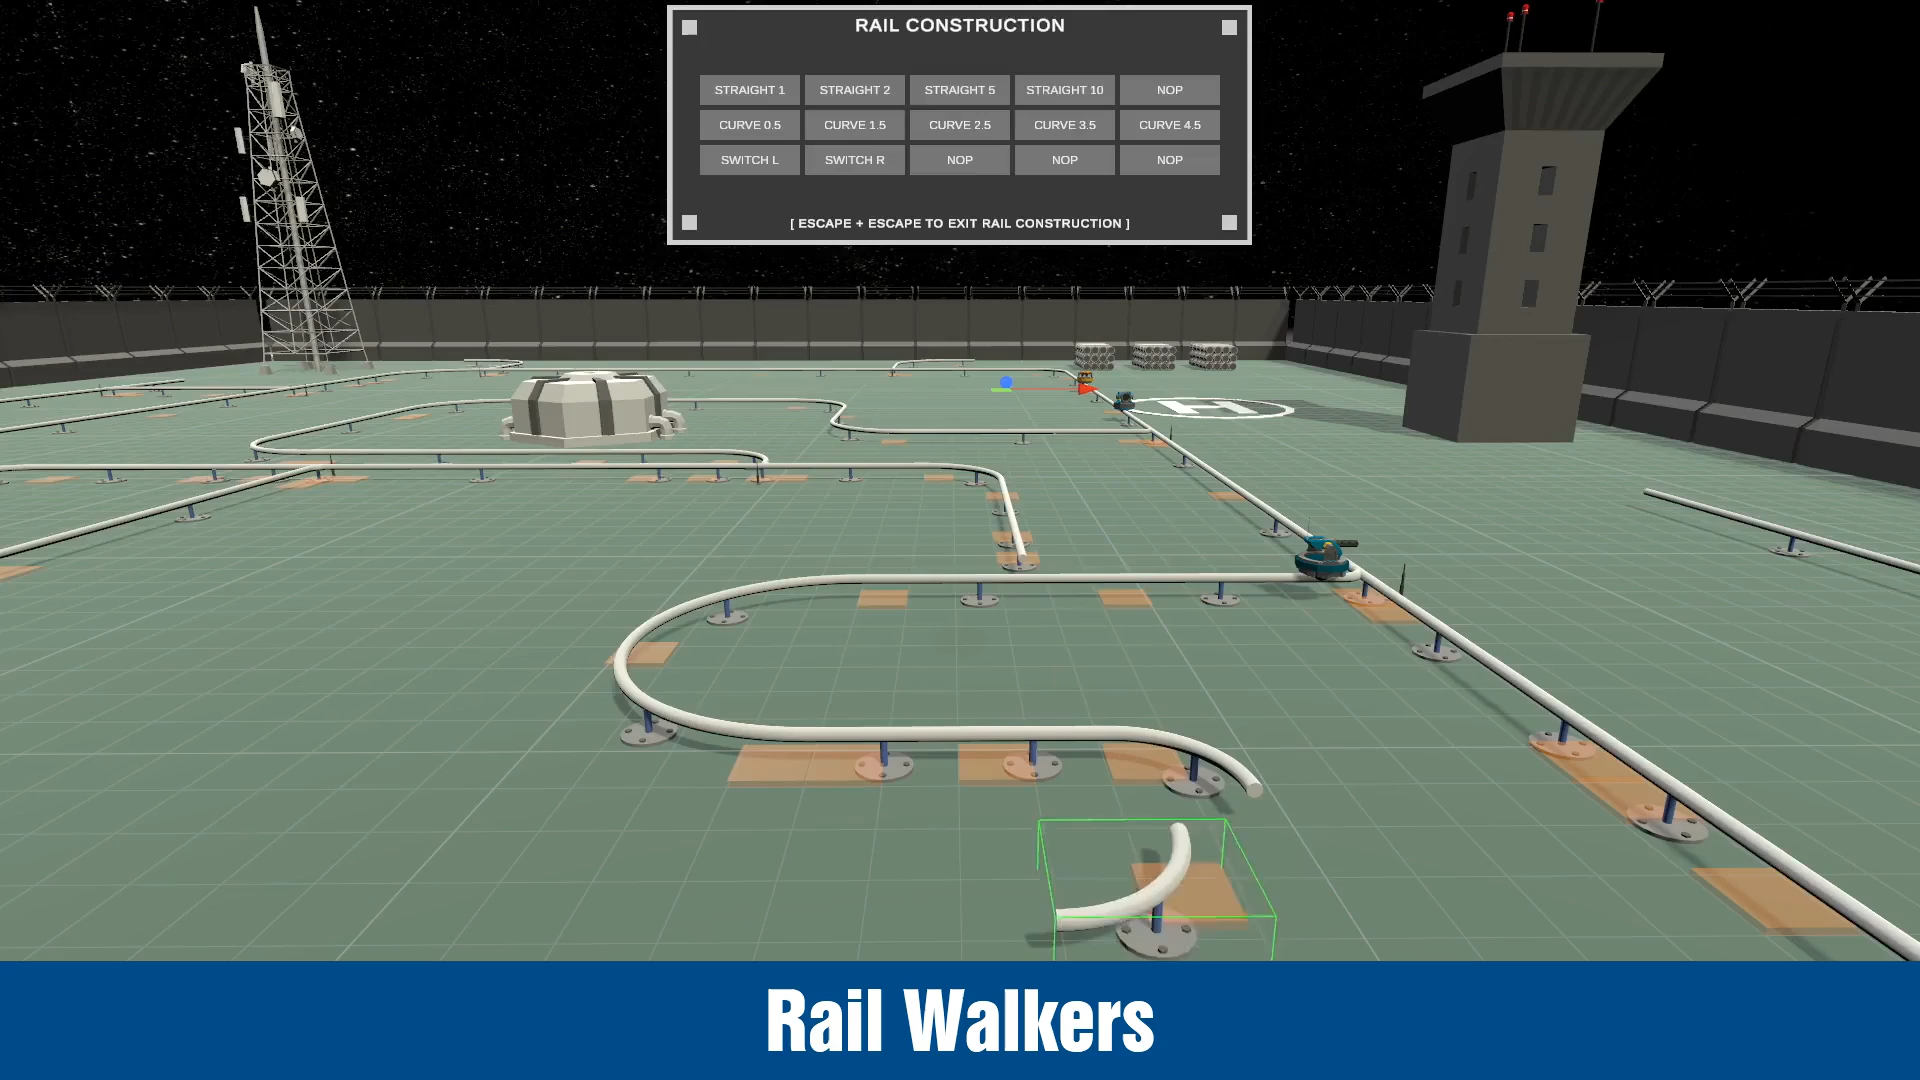 RAIL CONSTRUCTION
STRAIGHT 1 STRAIGHT 2 STRAIGHT 5 STRAIGHT 10 NOP
CURVE 0.5 CURVE 1.5 CURVE 2.5 CURVE 3.5 CURVE 4.5
SWITCH L SWITCH R NOP NOP NOP
[ ESCAPE + ESCAPE TO EXIT RAIL CONSTRUCTION ]
H
Rail Walkers